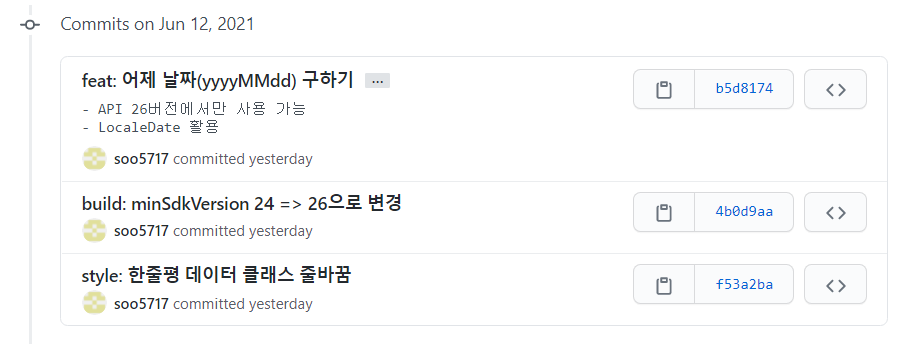 Commits on Jun 12, 2021
feat: 어제 날짜(yyyyMMdd) 구하기 ...
- API 26버전에서만 사용 가능
- LocaleDate 활용
b5d8174
soo5717 committed yesterday
build: minSdkVersion 24 => 26으로 변경
4b0d9aa
soo5717 committed yesterday
style: 한줄평 데이터 클래스 줄바꿈
f53a2ba
soo5717 committed yesterday